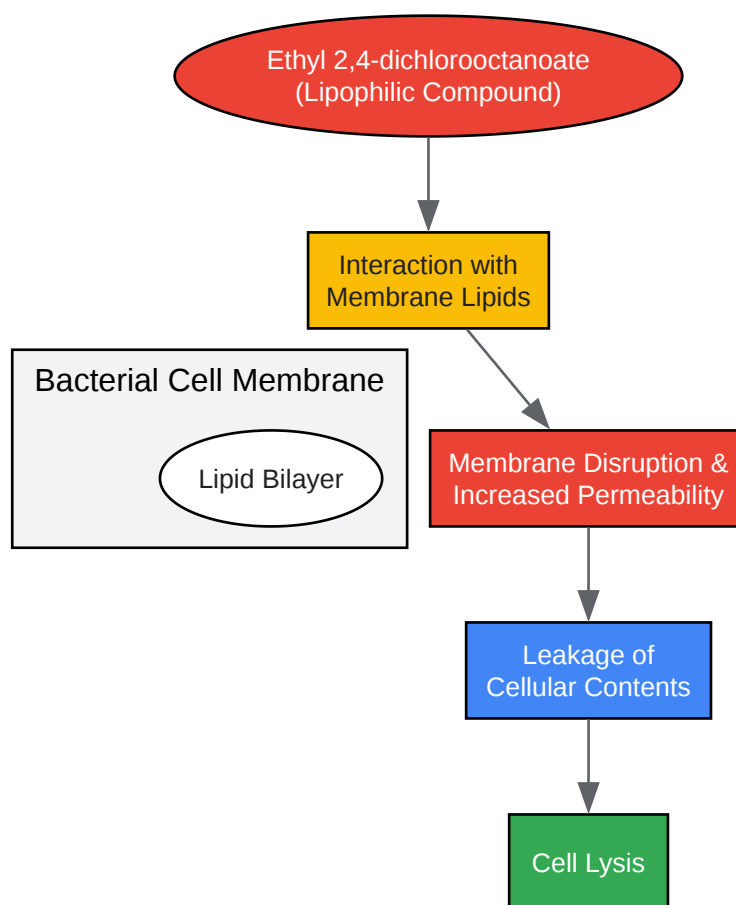 Ethyl 2,4-dichlorooctanoate
(Lipophilic Compound)
Interaction with
Membrane Lipids
Bacterial Cell Membrane
Lipid Bilayer
Membrane Disruption &
Increased Permeability
Leakage of
Cellular Contents
Cell Lysis